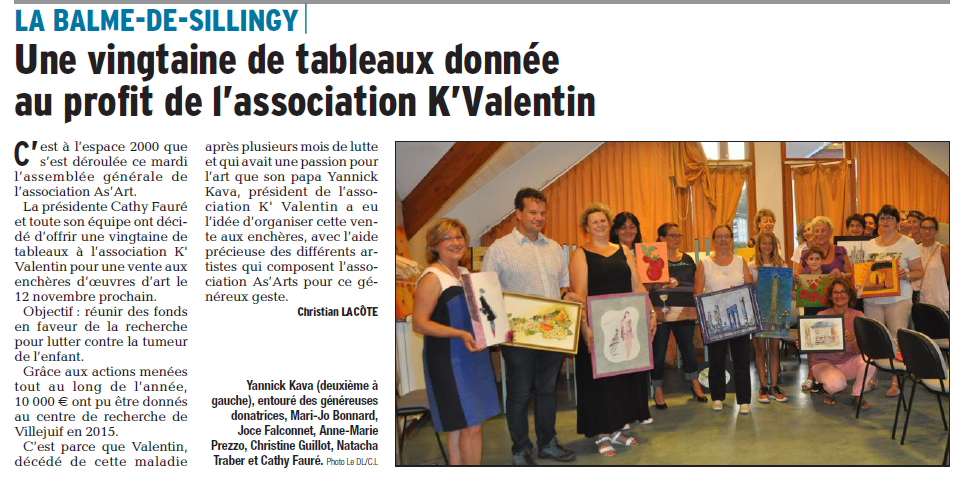 LA BALME-DE-SILLINGY
Une vingtaine de tableaux donnée
au profit de l'association K'Valentin
C'est à l'espace 2000 que
s'est déroulée ce mardi
l'assemblée générale de
l'association As'Art.
La présidente Cathy Fauré
et toute son équipe ont déci-
dé d'offrir une vingtaine de
tableaux à l'association K'
Valentin pour une vente aux
enchères d'œuvres d'art le
12 novembre prochain.
Objectif : réunir des fonds
en faveur de la recherche
pour lutter contre la tumeur
de l'enfant.
Grâce aux actions menées
tout au long de l'année,
10 000 € ont pu être donnés
au centre de recherche de
Villejuif en 2015.
C'est parce que Valentin,
décédé de cette maladie
après plusieurs mois de lutte
et qui avait une passion pour
l'art que son papa Yannick
Kava, président de l'asso-
ciation K' Valentin a eu
l'idée d'organiser cette ven-
te aux enchères, avec l'aide
précieuse des différents ar-
tistes qui composent l'asso-
ciation As'Arts pour ce gé-
néreux geste.
Christian LACÔTE
Yannick Kava (deuxième à
gauche), entouré des généreuses
donatrices, Mari-Jo Bonnard,
Joce Falconnet, Anne-Marie
Prezzo, Christine Guillot, Natacha
Traber et Cathy Fauré. Photo Le DL/C.L